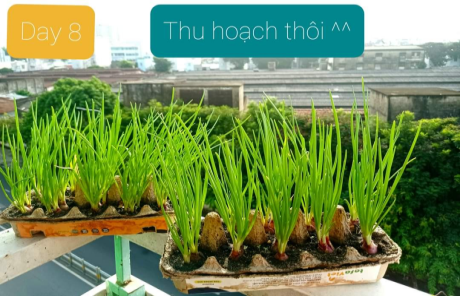 Day 8
Thu hoạch thôi ^^